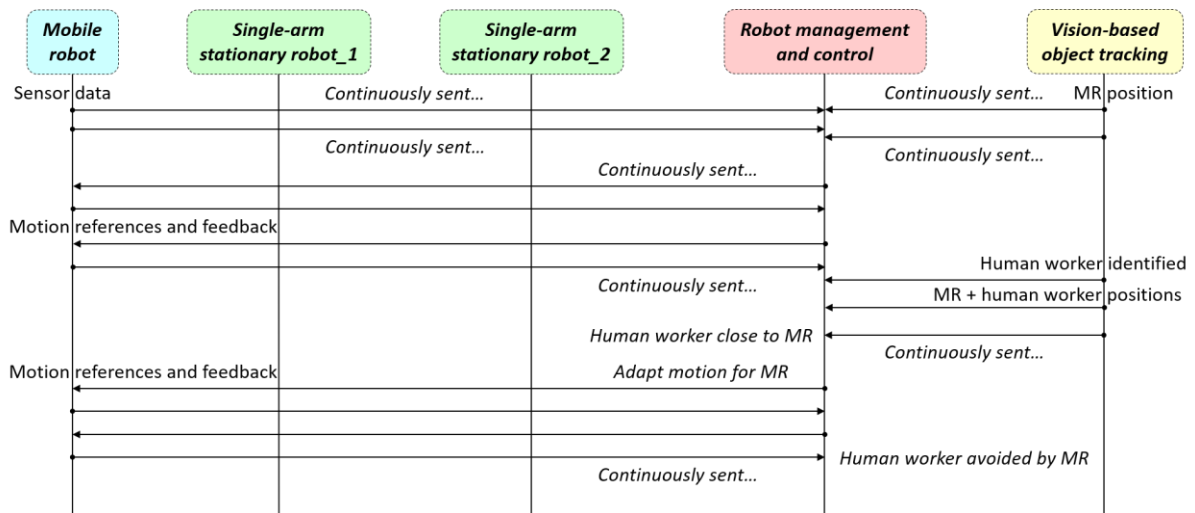 Mobile robot
Single-arm stationary robot_1
Single-arm stationary robot_2
Robot management and control
Vision-based object tracking
Sensor data
Continuously sent...
Continuously sent...
MR position
Continuously sent...
Continuously sent...
Continuously sent...
Motion references and feedback
Human worker identified
Continuously sent...
MR + human worker positions
Human worker close to MR
Continuously sent...
Motion references and feedback
Adapt motion for MR
Human worker avoided by MR
Continuously sent...